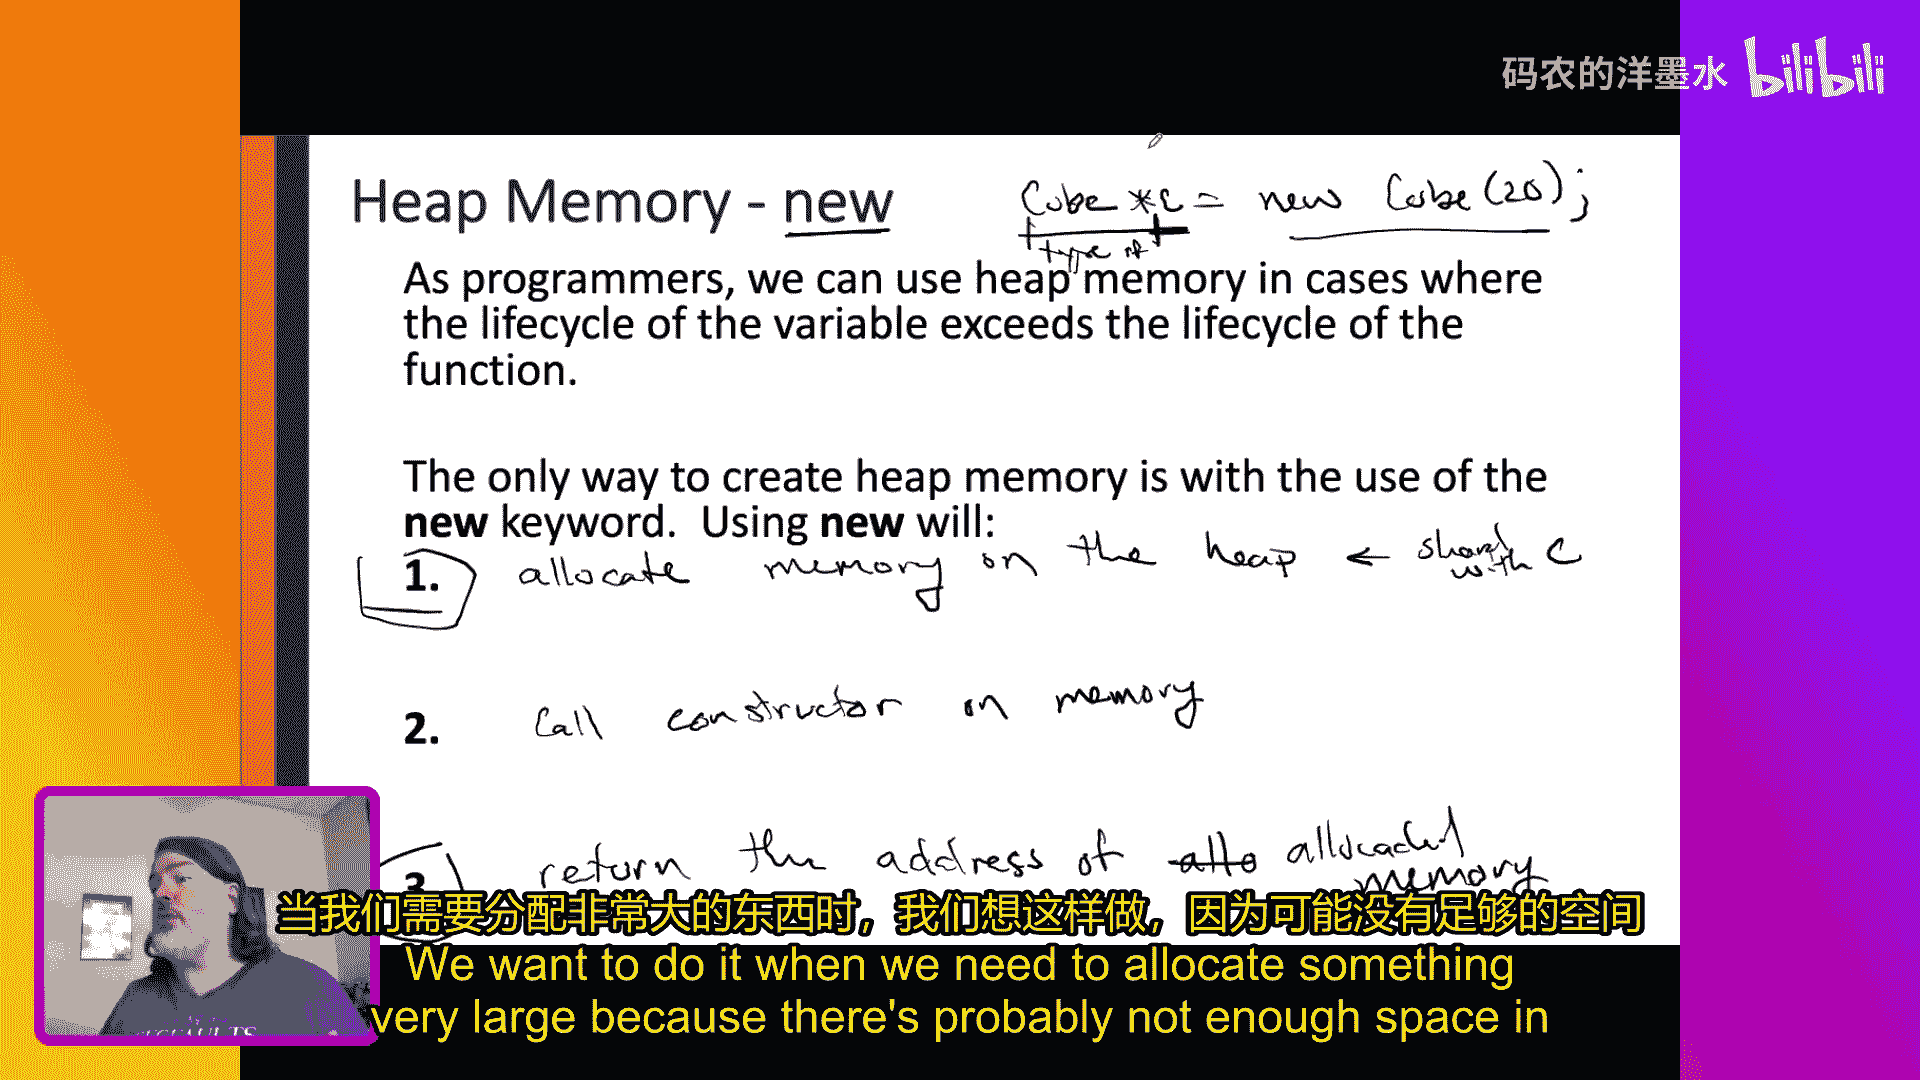 码农的洋墨水 bilibili
Heap Memory - new
Cube *c = new Cube(20);
type of
As programmers, we can use heap memory in cases where
the lifecycle of the variable exceeds the lifecycle of the
function.
The only way to create heap memory is with the use of the
new keyword. Using new will:
1. allocate memory on the heap ← shared with C
2. Call constructor on memory
3. return the address of allo allocated memory
当我们需要分配非常大的东西时，我们想这样做，因为可能没有足够的空间
We want to do it when we need to allocate something
very large because there's probably not enough space in